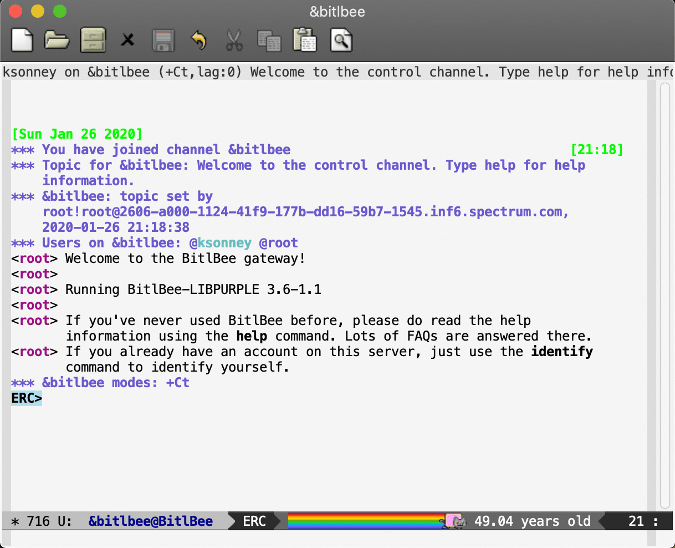 &bitlbee
ksonney on &bitlbee (+Ct,lag:0) Welcome to the control channel. Type help for help info
[Sun Jan 26 2020]
*** You have joined channel &bitlbee [21:18]
*** Topic for &bitlbee: Welcome to the control channel. Type help for help
information.
*** &bitlbee: topic set by
root!root@2606-a000-1124-41f9-177b-dd16-59b7-1545.inf6.spectrum.com,
2020-01-26 21:18:38
*** Users on &bitlbee: @ksonney @root
<root> Welcome to the BitlBee gateway!
<root>
<root> Running BitlBee-LIBPURPLE 3.6-1.1
<root>
<root> If you've never used BitlBee before, please do read the help
information using the help command. Lots of FAQs are answered there.
<root> If you already have an account on this server, just use the identify
command to identify yourself.
*** &bitlbee modes: +Ct
ERC>
* 716 U: &bitlbee@BitlBee ERC 49.04 years old 21 :